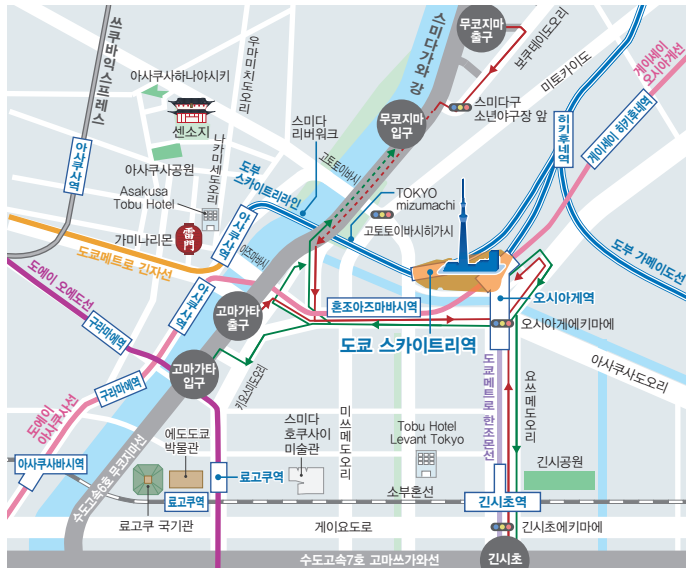 쓰쿠바익스프레스
우마미치도오리
아사쿠사하나야시키
센소지
나카미세도오리
아사쿠사공원
Asakusa
Tobu Hotel
가미나리몬
雷門
아사쿠사역
도쿄메트로 긴자선
도에이 오에도선
구라마에역
스미다가와 강
무코지마
출구
보쿠테이도오리
미토카이도
게이세이
오시아게선
스미다구
소년야구장 앞
무코지마
입구
히키후네역
게이세이 히키후네역
스미다
리버워크
고토토이바시
도부
스카이트리라인
TOKYO
mizumachi
고토토이바시히가시
아사쿠사역
아즈마바시
도부 가메이도선
아사쿠사역
고마가타
출구
혼조아즈마바시역
오시아게역
도쿄 스카이트리역
오시아게에키마에
고마가타
입구
구라마에역
도에이
아사쿠사선
키요스미도오리
아사쿠사도오리
도쿄메트로 한조몬선
요쓰메도오리
미쓰메도오리
에도도쿄
박물관
스미다
호쿠사이
미술관
Tobu Hotel
Levant Tokyo
긴시공원
아사쿠사바시역
수도고속6호 무코지마선
료고쿠역
료고쿠역
소부혼선
긴시초역
료고쿠 국기관
게이요도로
긴시초에키마에
수도고속7호 고마쓰가와선
긴시초